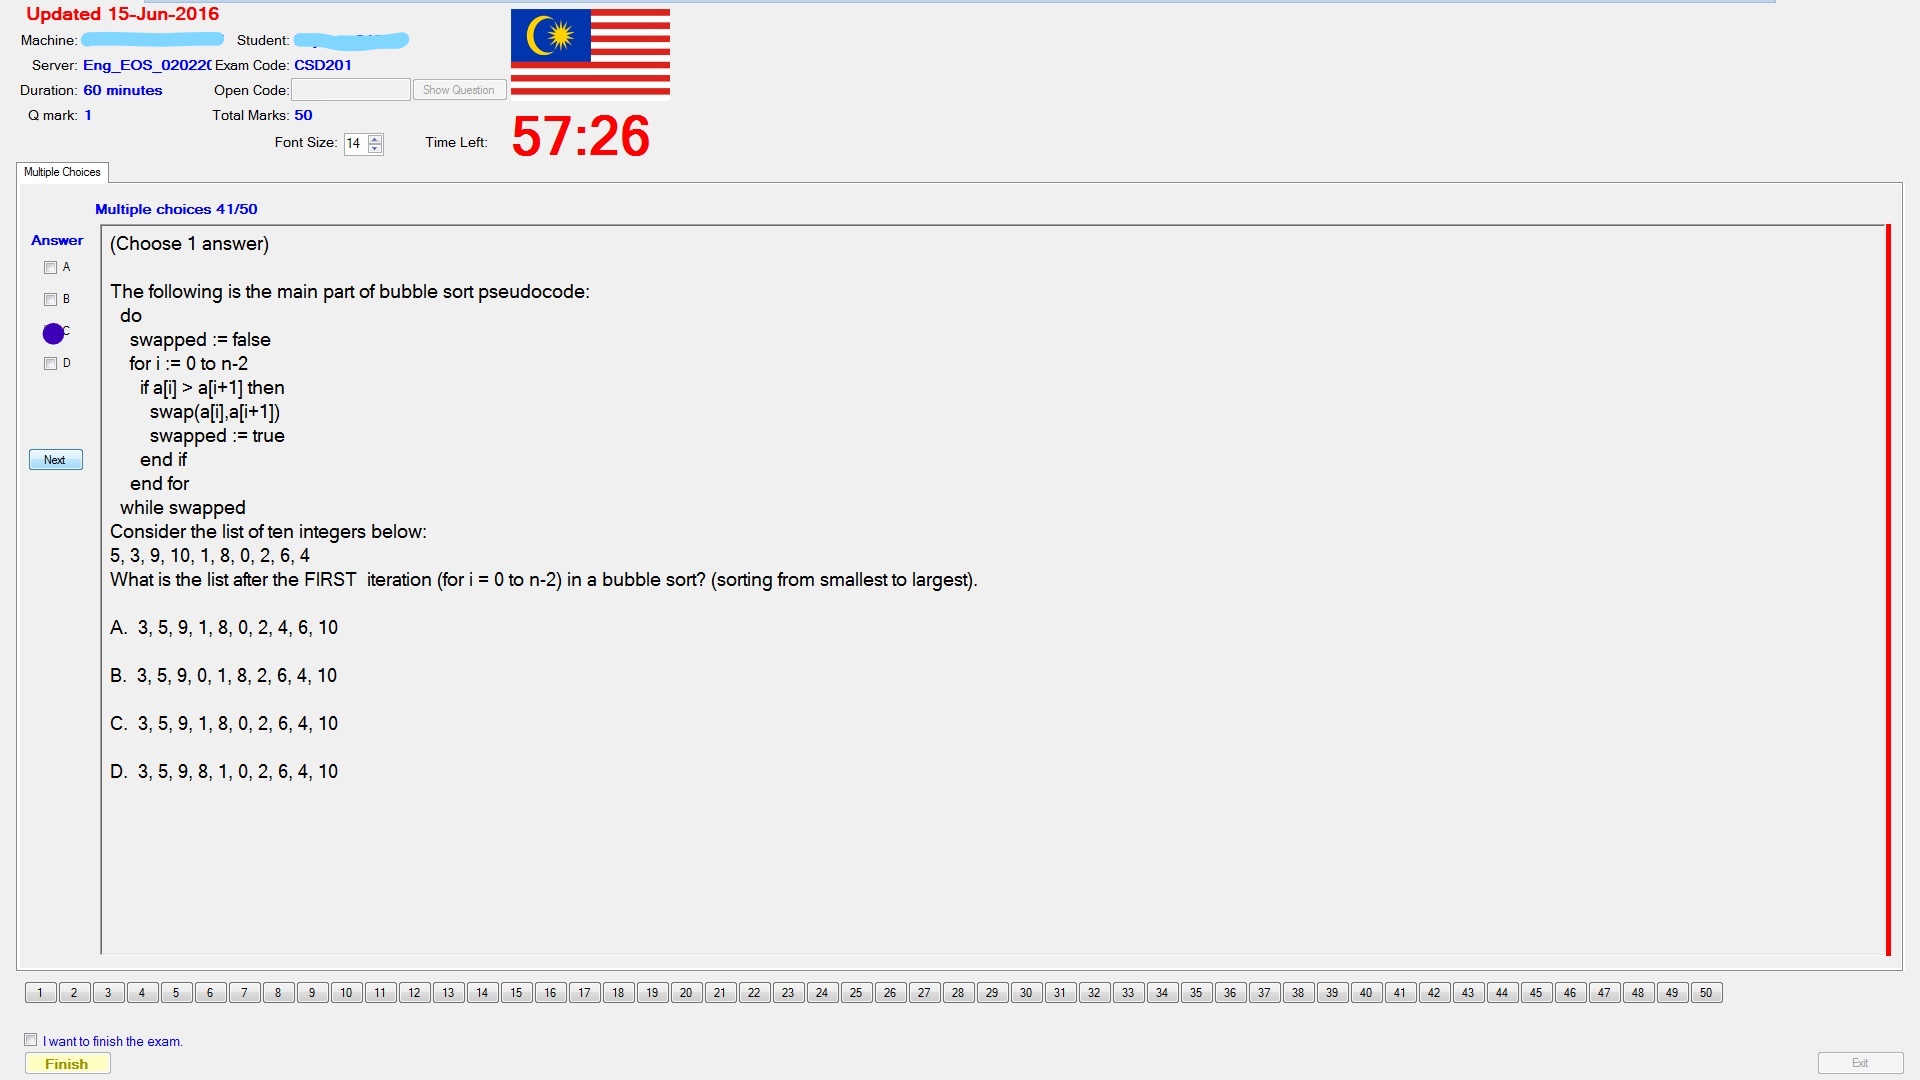 Updated 15-Jun-2016
Machine: Student:
Server: Eng_EOS_02022( Exam Code: CSD201
Duration: 60 minutes Open Code: Show Question
Q mark: 1 Total Marks: 50
Font Size: 14 Time Left: 57:26
Multiple Choices
Multiple choices 41/50
Answer
A
B
C
D
Next
(Choose 1 answer)
The following is the main part of bubble sort pseudocode:
do
swapped := false
for i := 0 to n-2
if a[i] > a[i+1] then
swap(a[i],a[i+1])
swapped := true
end if
end for
while swapped
Consider the list of ten integers below:
5, 3, 9, 10, 1, 8, 0, 2, 6, 4
What is the list after the FIRST iteration (for i = 0 to n-2) in a bubble sort? (sorting from smallest to largest).
A. 3, 5, 9, 1, 8, 0, 2, 4, 6, 10
B. 3, 5, 9, 0, 1, 8, 2, 6, 4, 10
C. 3, 5, 9, 1, 8, 0, 2, 6, 4, 10
D. 3, 5, 9, 8, 1, 0, 2, 6, 4, 10
1 2 3 4 5 6 7 8 9 10 11 12 13 14 15 16 17 18 19 20 21 22 23 24 25 26 27 28 29 30 31 32 33 34 35 36 37 38 39 40 41 42 43 44 45 46 47 48 49 50
I want to finish the exam.
Finish
Exit